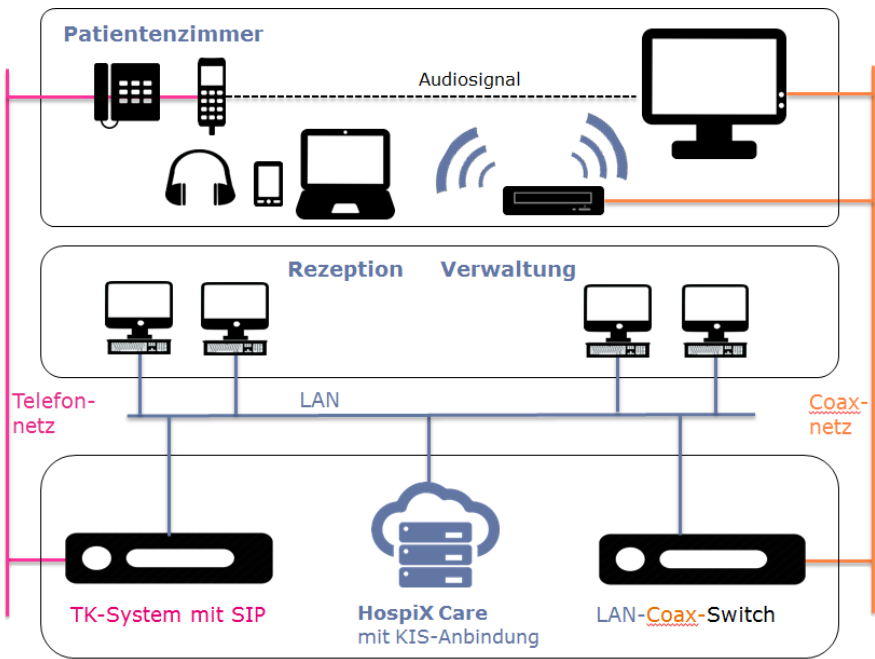 Patientenzimmer
Audiosignal
Rezeption Verwaltung
LAN
Telefon-
netz
Coax-
netz
TK-System mit SIP
HospiX Care
mit KIS-Anbindung
LAN-Coax-Switch